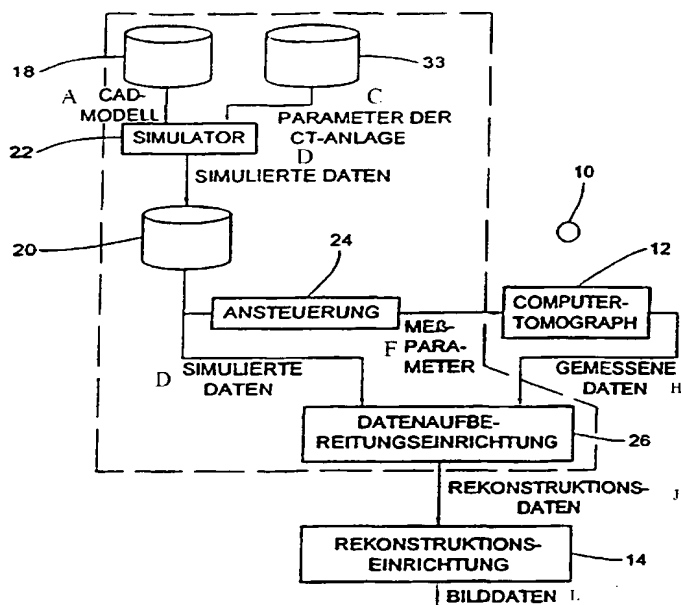 18
33
A CAD-
MODELL
C
PARAMETER DER
CT-ANLAGE
22
SIMULATOR
D
SIMULIERTE DATEN
10
20
24
12
ANSTEUERUNG
COMPUTER-
TOMOGRAPH
F MEß-
PARA-
METER
D SIMULIERTE
DATEN
GEMESSENE
DATEN H
DATENAUFBE-
REITUNGSEINRICHTUNG
26
REKONSTRUKTIONS-
DATEN J
REKONSTRUKTIONS-
EINRICHTUNG
14
BILDDATEN L